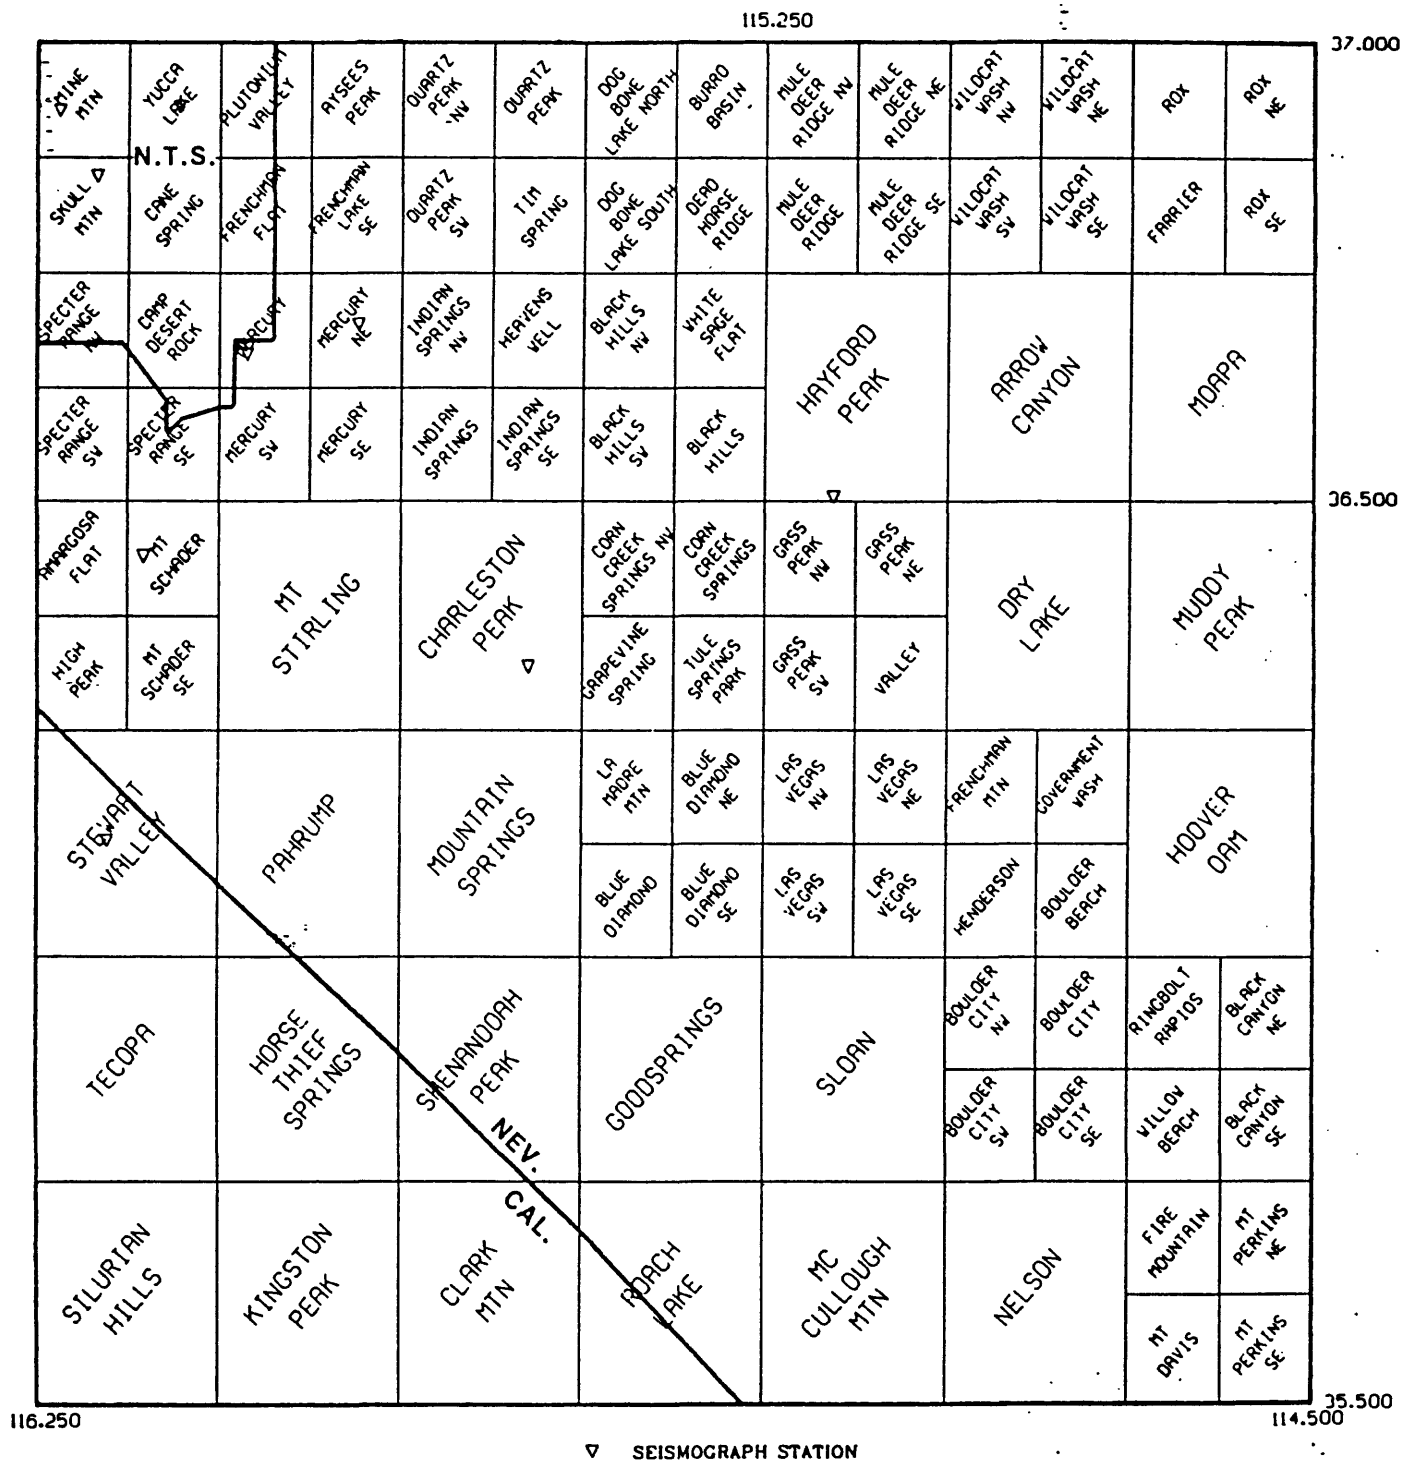 115.250
37.000
MINE
MTN
YUCCA
LAKE
PLUTONIUM
VALLEY
AYSEES
PEAK
QUARTZ
PEAK
NW
QUARTZ
PEAK
DOG
BONE
LAKE NORTH
BURRO
BASIN
MULE
DEER
RIDGE NW
MULE
DEER
RIDGE NE
WILDCAT
WASH
NW
WILDCAT
WASH
NE
ROX
ROX
NE
N.T.S.
SKULL
MTN
CANE
SPRING
FRENCHMAN
FLAT
FRENCHMAN
LAKE
SE
QUARTZ
PEAK
SW
TIM
SPRING
DOG
BONE
LAKE SOUTH
DEAD
HORSE
RIDGE
MULE
DEER
RIDGE
MULE
DEER
RIDGE SE
WILDCAT
WASH
SW
WILDCAT
WASH
SE
FARRIER
ROX
SE
SPECTER
RANGE
NW
CAMP
DESERT
ROCK
MERCURY
MERCURY
NE
INDIAN
SPRINGS
NW
HEAVENS
WELL
BLACK
HILLS
NW
WHITE
SAGE
FLAT
HAYFORD
PEAK
ARROW
CANYON
MOAPA
SPECTER
RANGE
SW
SPECTER
RANGE
SE
MERCURY
SW
MERCURY
SE
INDIAN
SPRINGS
INDIAN
SPRINGS
SE
BLACK
HILLS
SW
BLACK
HILLS
36.500
AMARGOSA
FLAT
MT
SCHADER
MT
STIRLING
CHARLESTON
PEAK
CORN
CREEK
SPRINGS NW
CORN
CREEK
SPRINGS
GASS
PEAK
NW
GASS
PEAK
NE
DRY
LAKE
MUDDY
PEAK
HIGH
PEAK
MT
SCHADER
SE
GRAPEVINE
SPRING
TULE
SPRINGS
PARK
GASS
PEAK
SW
VALLEY
STEWART
VALLEY
PAHRUMP
MOUNTAIN
SPRINGS
LA
MADRE
MTN
BLUE
DIAMOND
NE
LAS
VEGAS
NW
LAS
VEGAS
NE
FRENCHMAN
MTN
GOVERNMENT
WASH
HOOVER
DAM
BLUE
DIAMOND
BLUE
DIAMOND
SE
LAS
VEGAS
SW
LAS
VEGAS
SE
HENDERSON
BOULDER
BEACH
TECOPA
HORSE
THIEF
SPRINGS
SHENANDOAH
PEAK
GOODSPRINGS
SLOAN
BOULDER
CITY
NW
BOULDER
CITY
RINGBOLT
RAPIDS
BLACK
CANYON
NE
BOULDER
CITY
SW
BOULDER
CITY
SE
WILLOW
BEACH
BLACK
CANYON
SE
NEV.
CAL.
SILURIAN
HILLS
KINGSTON
PEAK
CLARK
MTN
ROACH
LAKE
MC
CULLOUGH
MTN
NELSON
FIRE
MOUNTAIN
MT
PERKINS
NE
MT
DAVIS
MT
PERKINS
SE
35.500
116.250
114.500
SEISMOGRAPH STATION